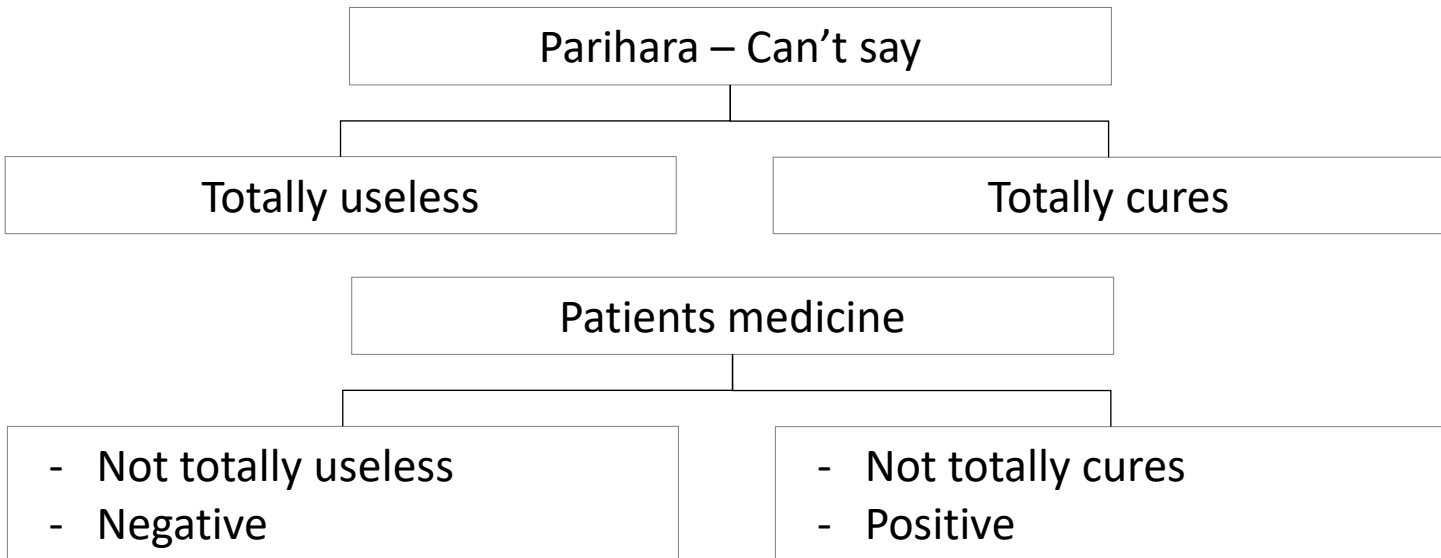 Parihara – Can’t say
Totally useless
Totally cures
Patients medicine
- Not totally useless
- Negative
- Not totally cures
- Positive